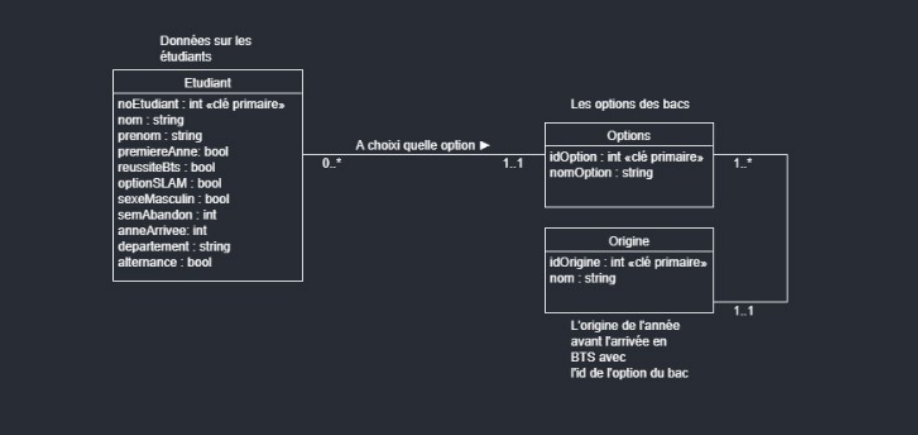 Données sur les
étudiants
Etudiant
noEtudiant : int «clé primaire»
nom : string
prenom : string
premiereAnne: bool
reussiteBts : bool
optionSLAM : bool
sexeMasculin : bool
semAbandon : int
anneArrivee: int
departement : string
alternance : bool
A choixi quelle option ►
0..*
1..1
Les options des bacs
Options
idOption : int «clé primaire»
nomOption : string
1..*
Origine
idOrigine : int «clé primaire»
nom : string
1..1
L'origine de l'année
avant l'arrivée en
BTS avec
l'id de l'option du bac